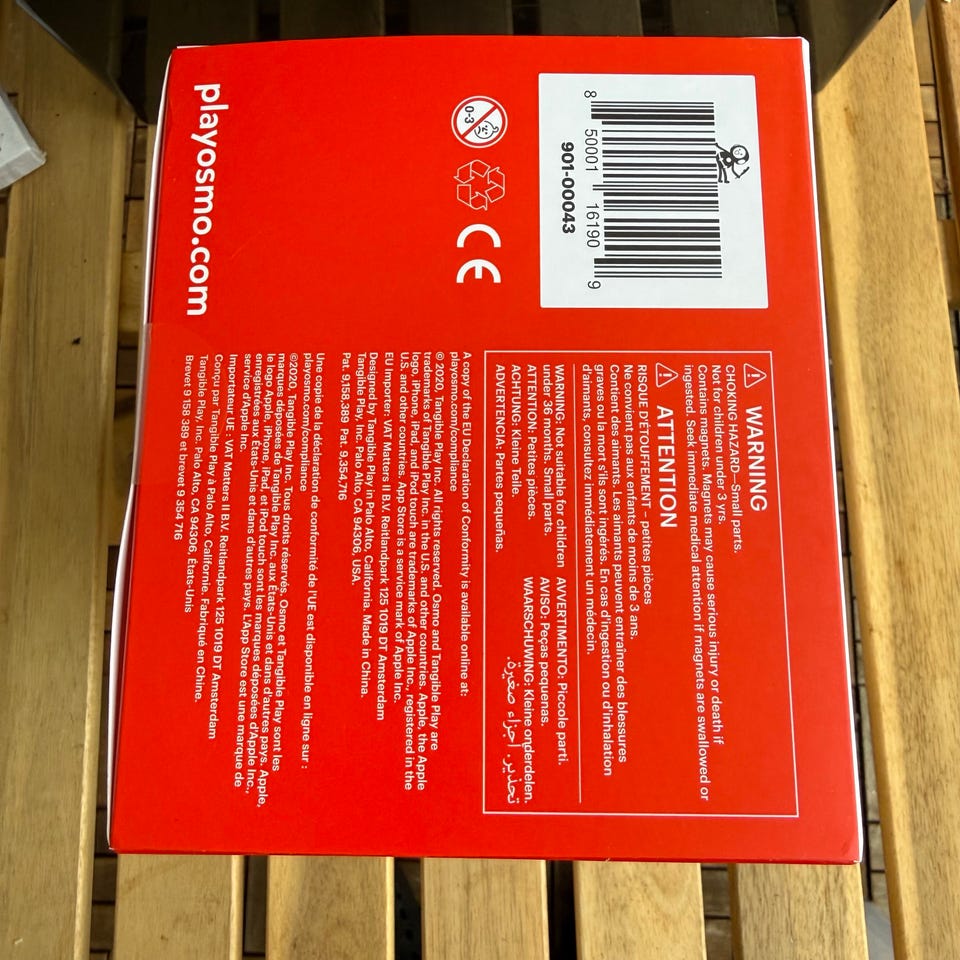 8 50001 16190 9
901-00043
0-3
CE
playosmo.com
WARNING
CHOKING HAZARD—Small parts.
Not for children under 3 yrs.
Contains magnets. Magnets may cause serious injury or death if
ingested. Seek immediate medical attention if magnets are swallowed or
ATTENTION
RISQUE D'ÉTOUFFEMENT – petites pièces
Ne convient pas aux enfants de moins de 3 ans.
Contient des aimants. Les aimants peuvent entraîner des blessures
graves ou la mort s'ils sont ingérés. En cas d'ingestion ou d'inhalation
d'aimants, consultez immédiatement un médecin.
WARNING: Not suitable for children
under 36 months. Small parts.
ATTENTION: Petites pièces.
ACHTUNG: Kleine Teile.
ADVERTENCIA: Partes pequeñas.
AVVERTIMENTO: Piccole parti.
AVISO: Peças pequenas.
WAARSCHUWING: Kleine onderdelen.
تحذير. أجزاء صغيرة.
A copy of the EU Declaration of Conformity is available online at:
playosmo.com/compliance
© 2020, Tangible Play Inc. All rights reserved. Osmo and Tangible Play are
trademarks of Tangible Play Inc. in the U.S. and other countries. Apple, the Apple
logo, iPhone, iPad, and iPod touch are trademarks of Apple Inc., registered in the
U.S. and other countries. App Store is a service mark of Apple Inc.
EU Importer: VAT Matters II B.V. Reitlandpark 125 1019 DT Amsterdam
Designed by Tangible Play in Palo Alto, California. Made in China.
Tangible Play, Inc. Palo Alto, CA 94306, USA.
Pat. 9,158,389 Pat. 9,354,716
Une copie de la déclaration de conformité de l'UE est disponible en ligne sur :
playosmo.com/compliance
©2020, Tangible Play Inc. Tous droits réservés. Osmo et Tangible Play sont les
marques déposées de Tangible Play Inc. aux États-Unis et dans d'autres pays. Apple,
le logo Apple, iPhone, iPad, et iPod touch sont les marques déposées d'Apple Inc.,
enregistrées aux États-Unis et dans d'autres pays. L'App Store est une marque de
service d'Apple Inc.
Importateur UE : VAT Matters II B.V. Reitlandpark 125 1019 DT Amsterdam
Conçu par Tangible Play à Palo Alto, Californie. Fabriqué en Chine.
Tangible Play, Inc. Palo Alto, CA 94306, États-Unis
Brevet 9 158 389 et brevet 9 354 716